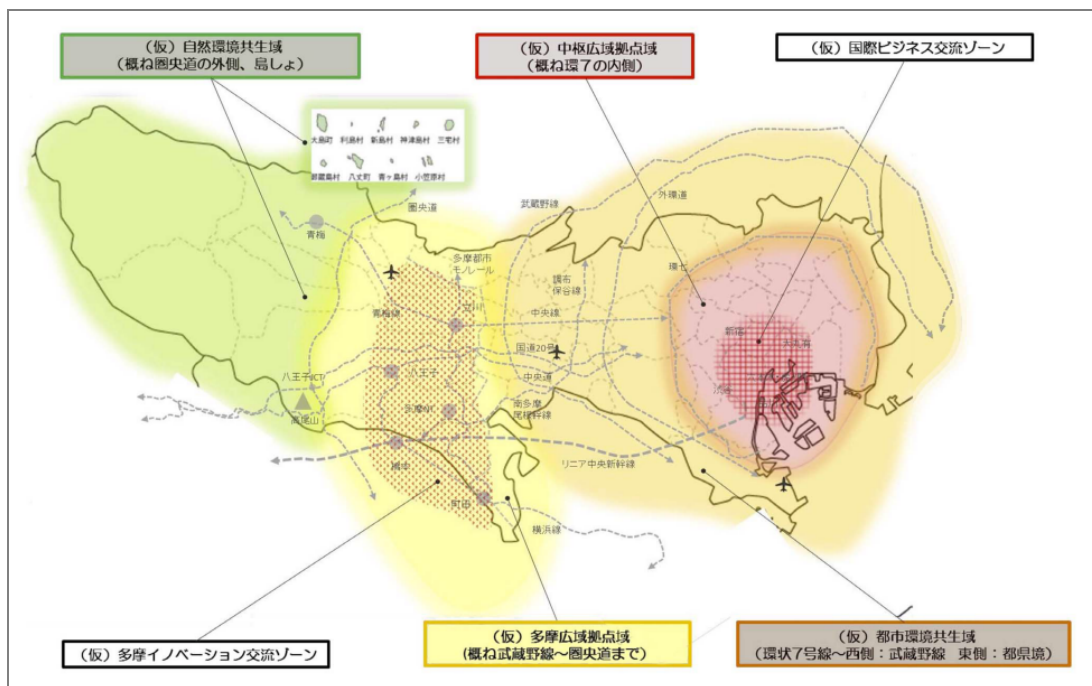 （仮）自然環境共生域
（概ね圏央道の外側、島しょ）
（仮）中枢広域拠点域
（概ね環７の内側）
（仮）国際ビジネス交流ゾーン
大島町 利島村 新島村 神津島村 三宅村
御蔵島村 八丈町 青ヶ島村 小笠原村
圏央道
武蔵野線
外環道
青梅
多摩都市
モノレール
調布
保谷線
環七
青梅線
立川
中央線
新宿
国道20号
八王子JCT
八王子
中央道
高尾山
多摩NT
南多摩
尾根幹線
橋本
リニア中央新幹線
町田
横浜線
（仮）多摩イノベーション交流ゾーン
（仮）多摩広域拠点域
（概ね武蔵野線～圏央道まで）
（仮）都市環境共生域
（環状７号線～西側：武蔵野線　東側：都県境）